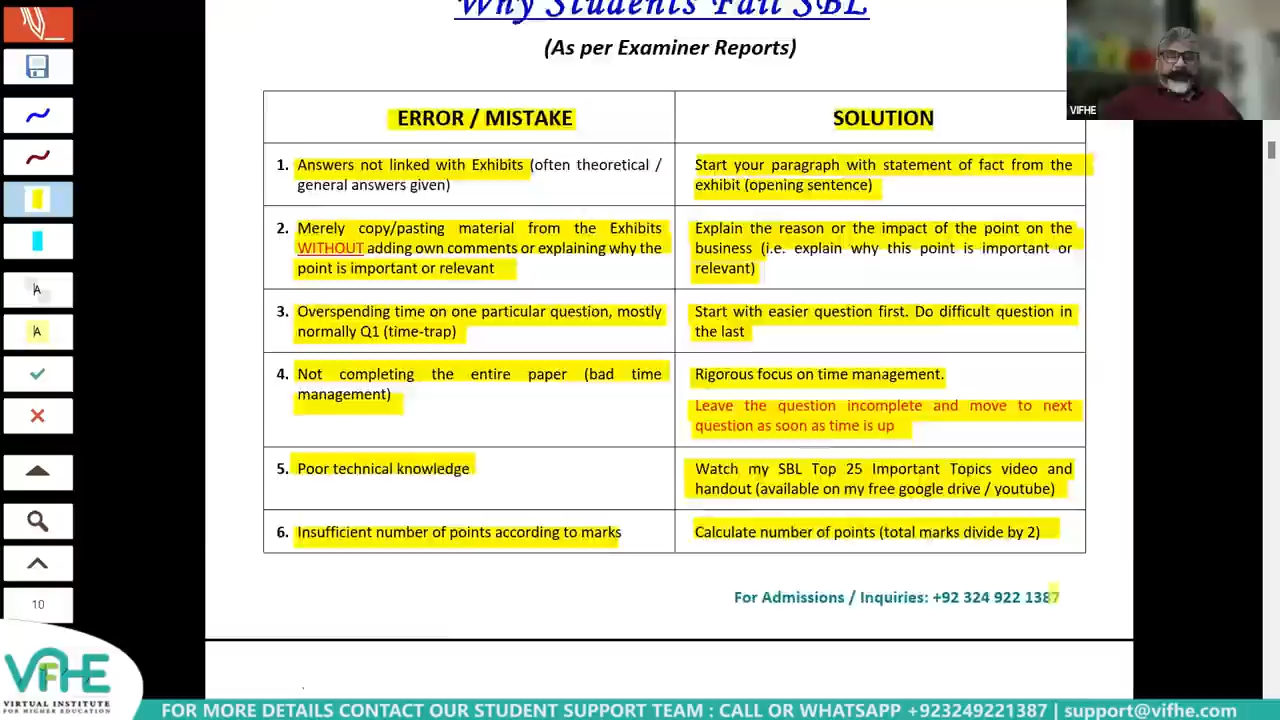 Why Students Fail SBL
(As per Examiner Reports)
VIFHE
ERROR / MISTAKE
SOLUTION
1. Answers not linked with Exhibits (often theoretical /
general answers given)
Start your paragraph with statement of fact from the
exhibit (opening sentence)
2. Merely copy/pasting material from the Exhibits
WITHOUT adding own comments or explaining why the
point is important or relevant
Explain the reason or the impact of the point on the
business (i.e. explain why this point is important or
relevant)
3. Overspending time on one particular question, mostly
normally Q1 (time-trap)
Start with easier question first. Do difficult question in
the last
4. Not completing the entire paper (bad time
management)
Rigorous focus on time management.
Leave the question incomplete and move to next
question as soon as time is up
5. Poor technical knowledge
Watch my SBL Top 25 Important Topics video and
handout (available on my free google drive / youtube)
6. Insufficient number of points according to marks
Calculate number of points (total marks divide by 2)
For Admissions / Inquiries: +92 324 922 1387
A
A
10
VIFHE
VIRTUAL INSTITUTE
FOR HIGHER EDUCATION
FOR MORE DETAILS CONTACT OUR STUDENT SUPPORT TEAM : CALL OR WHATSAPP +923249221387 | support@vifhe.com